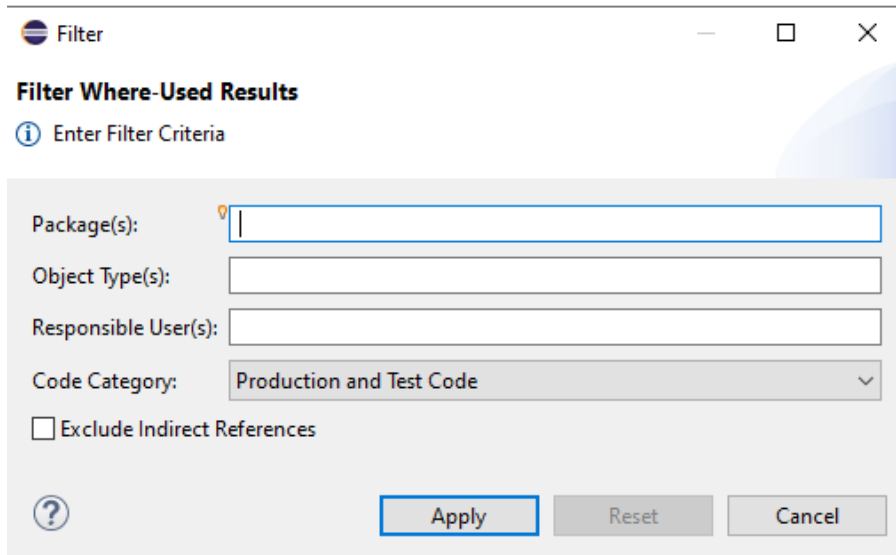 Filter
Filter Where-Used Results
Enter Filter Criteria
Package(s):
Object Type(s):
Responsible User(s):
Code Category: Production and Test Code
Exclude Indirect References
Apply Reset Cancel